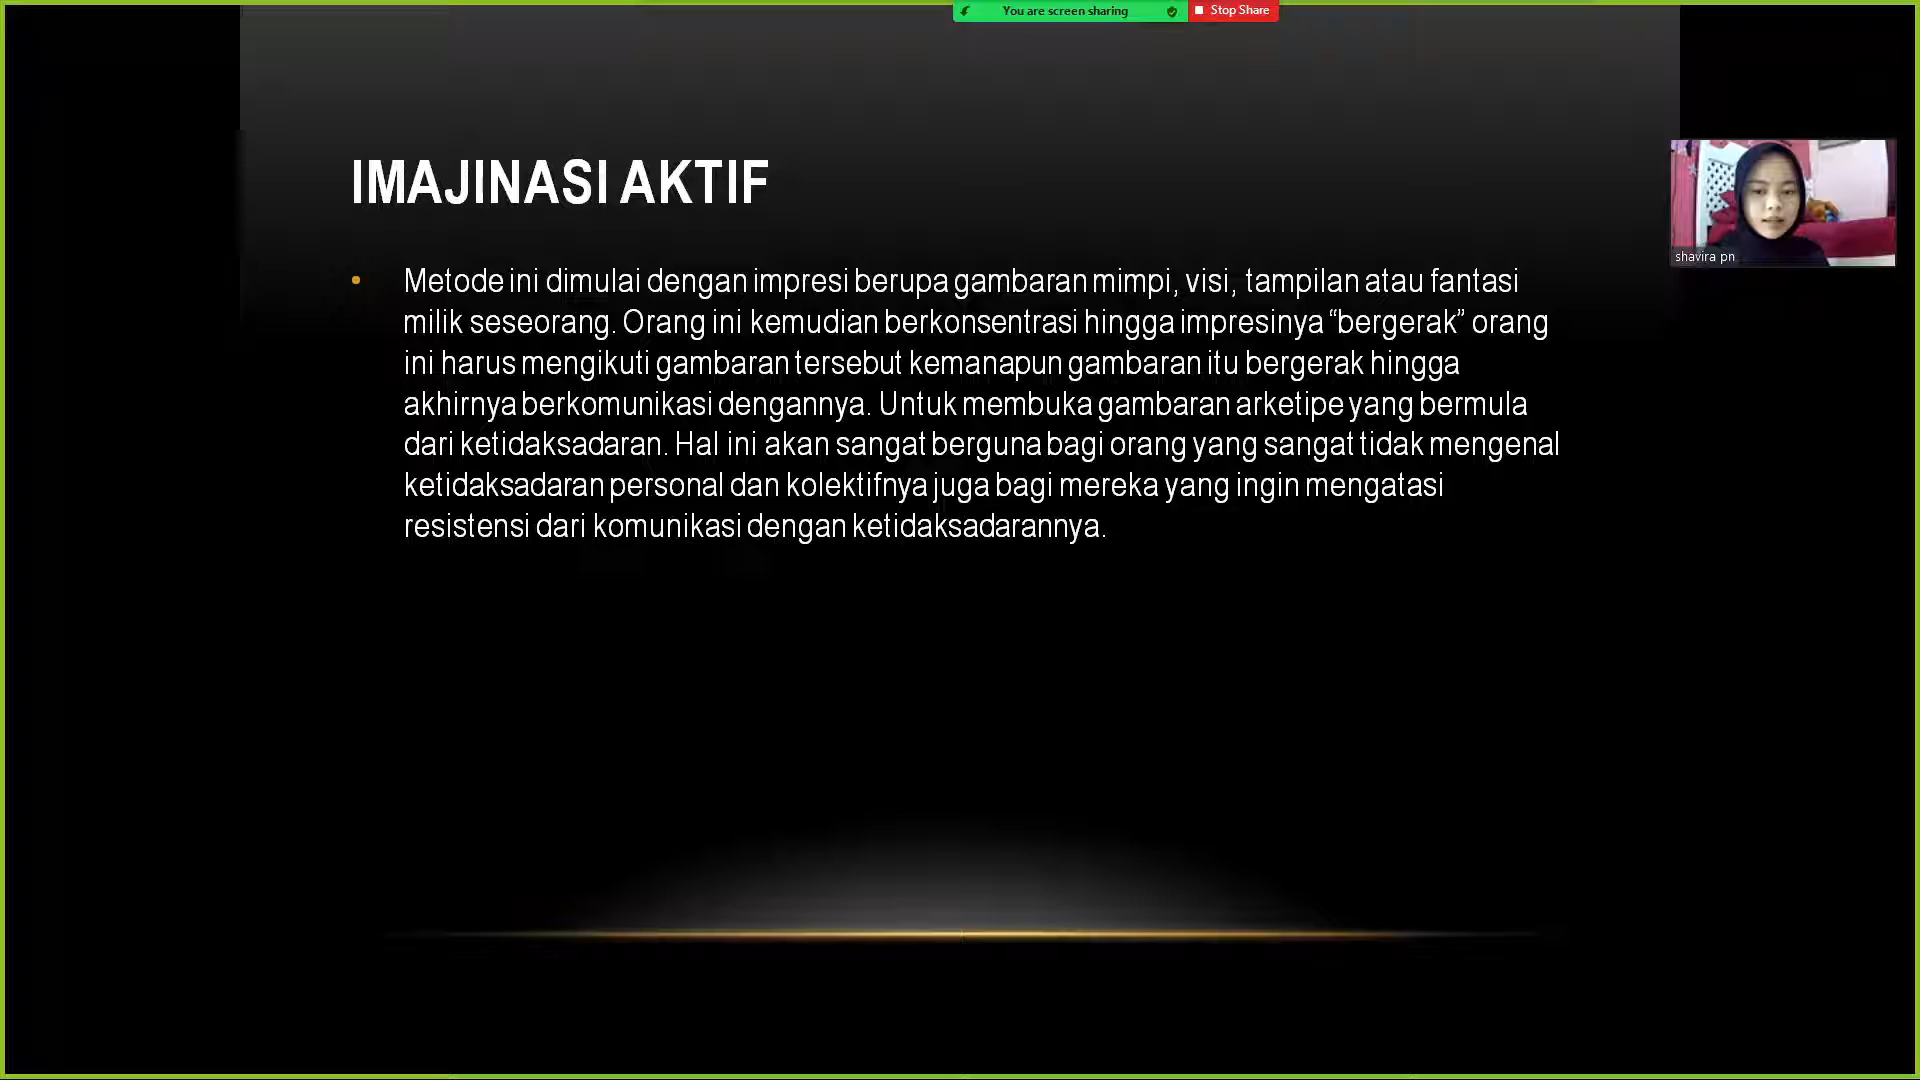 You are screen sharing
Stop Share
IMAJINASI AKTIF
shavira pn
• Metode ini dimulai dengan impresi berupa gambaran mimpi, visi, tampilan atau fantasi
milik seseorang. Orang ini kemudian berkonsentrasi hingga impresinya “bergerak” orang
ini harus mengikuti gambaran tersebut kemanapun gambaran itu bergerak hingga
akhirnya berkomunikasi dengannya. Untuk membuka gambaran arketipe yang bermula
dari ketidaksadaran. Hal ini akan sangat berguna bagi orang yang sangat tidak mengenal
ketidaksadaran personal dan kolektifnya juga bagi mereka yang ingin mengatasi
resistensi dari komunikasi dengan ketidaksadarannya.